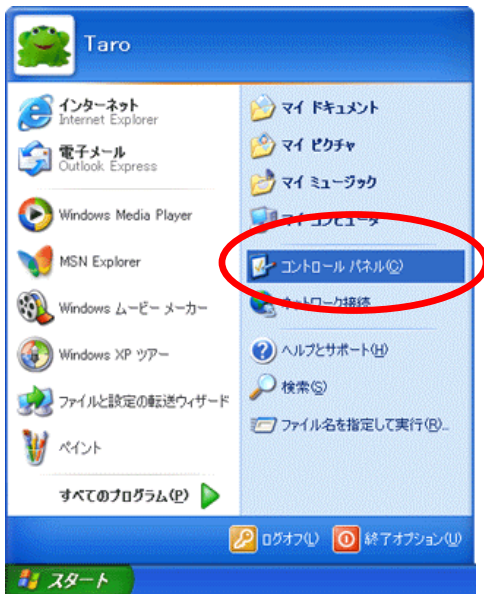 Taro
インターネット
Internet Explorer
電子メール
Outlook Express
Windows Media Player
MSN Explorer
Windows ムービー メーカー
Windows XP ツアー
ファイルと設定の転送ウィザード
ペイント
すべてのプログラム(P)
マイ ドキュメント
マイ ピクチャ
マイ ミュージック
マイ コンピュータ
コントロール パネル(C)
ネットワーク接続
ヘルプとサポート(H)
検索(S)
ファイル名を指定して実行(R)...
ログオフ(L)
終了オプション(U)
スタート